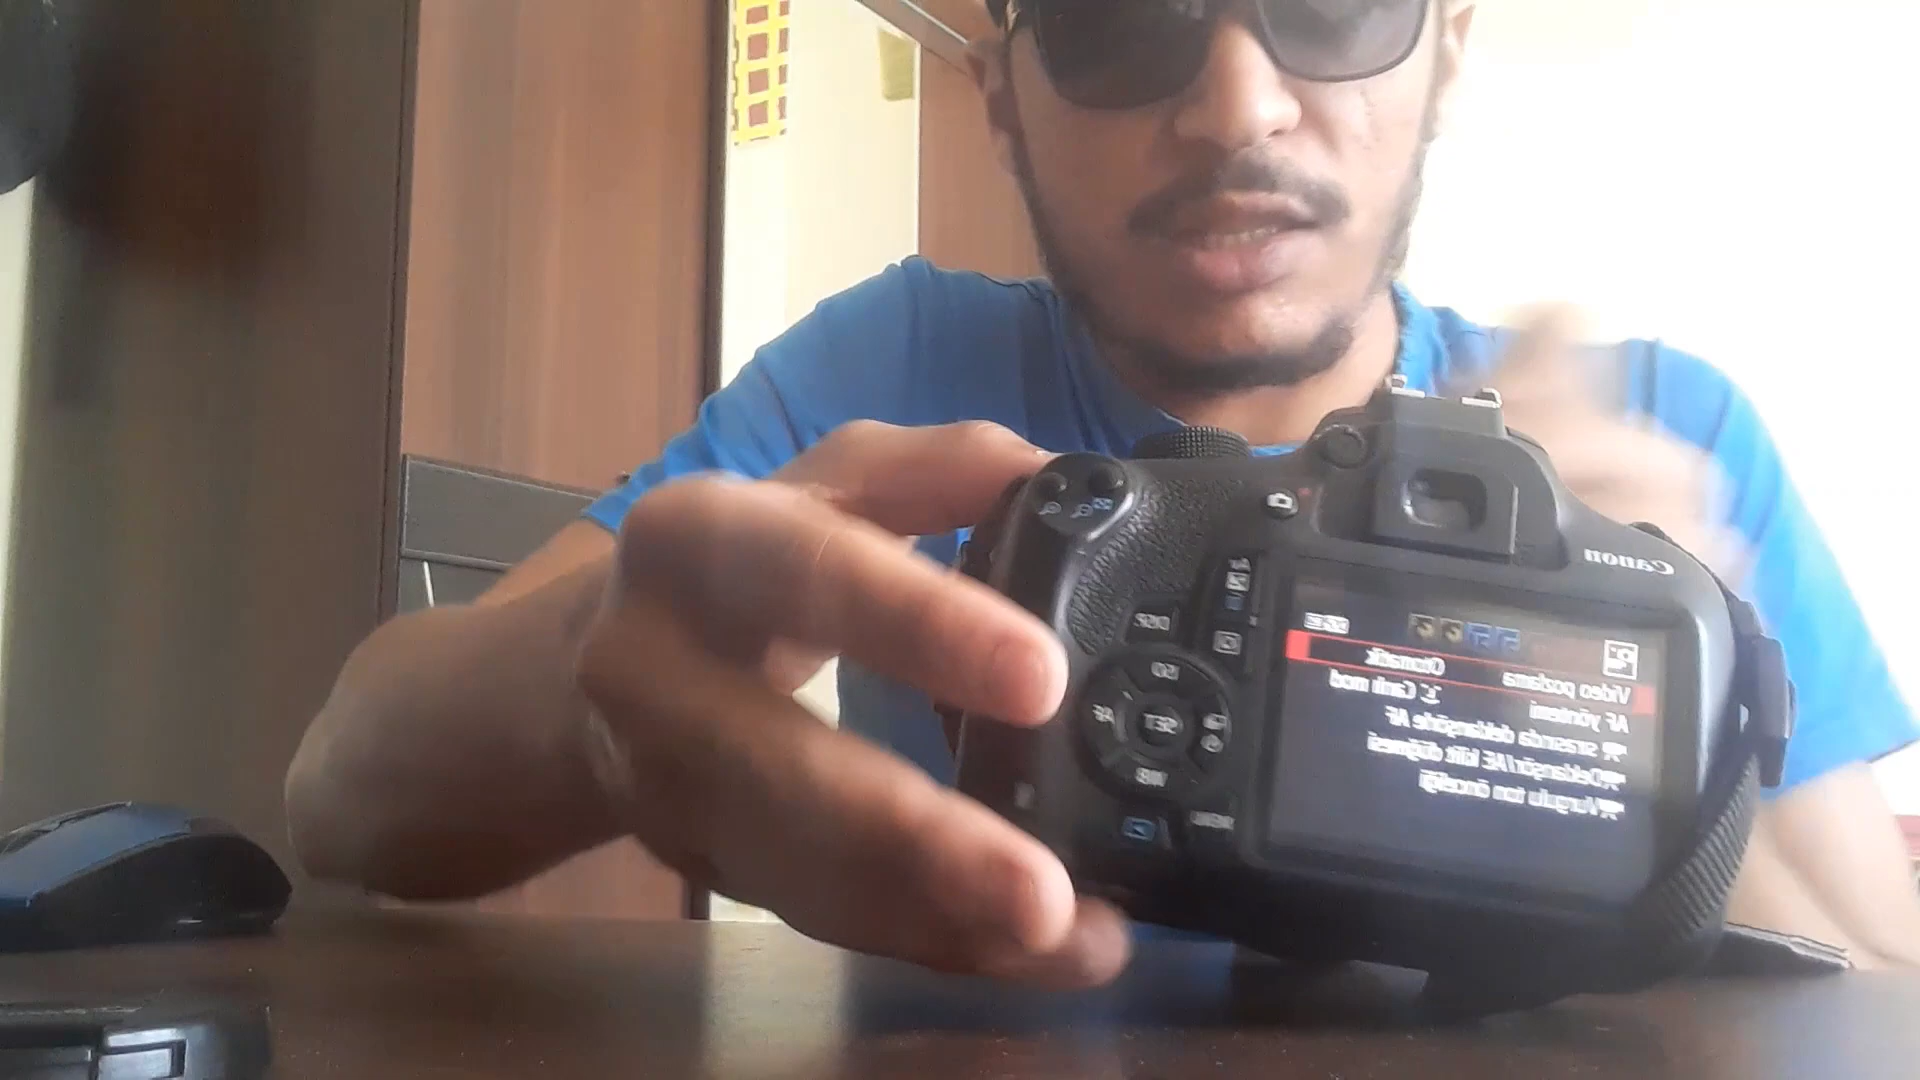 Canon
DISP
Video pozlama Otomatik
AF yöntemi Canlı mod
sırasında deklanşörle AF
Deklanşör/AE kilit düğmesi
Vurgulu ton önceliği
ISO
AF SET
WB
MENU